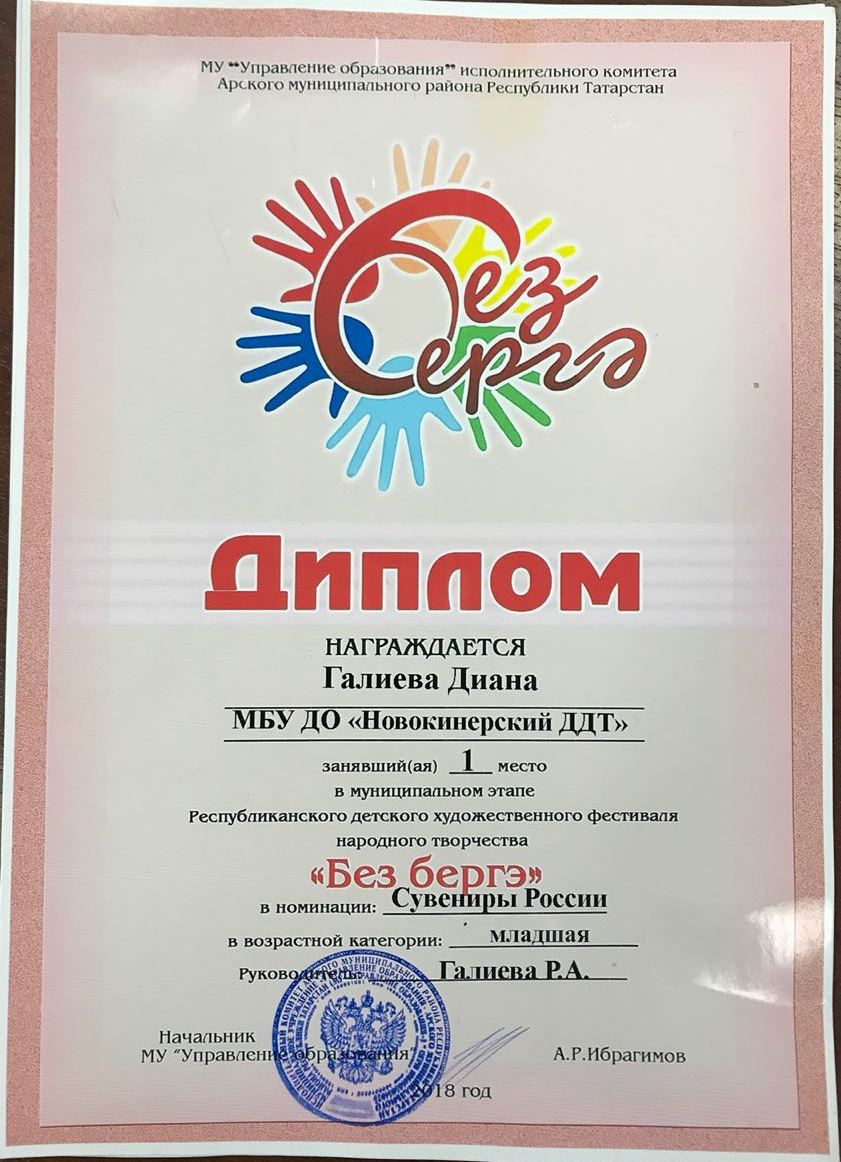 МУ “Управление образования” исполнительного комитета
Арского муниципального района Республики Татарстан
Без
бергә
Диплом
НАГРАЖДАЕТСЯ
Галиева Диана
МБУ ДО «Новокинерский ДДТ»
занявший(ая) 1 место
в муниципальном этапе
Республиканского детского художественного фестиваля
народного творчества
«Без бергэ»
в номинации: Сувениры России
в возрастной категории: младшая
Руководитель: Галиева Р.А.
Начальник
МУ "Управление образования" А.Р.Ибрагимов
2018 год